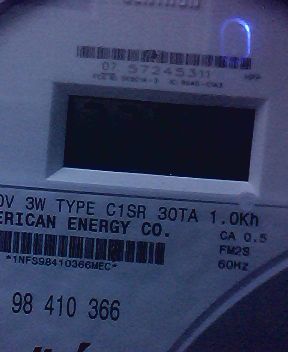 07 57245311
0V 3W TYPE C1SR 30TA 1.0Kh
ERICAN ENERGY CO.
CA 0.5
*1NFS98410366MEC*
FM2S
60HZ
98 410 366